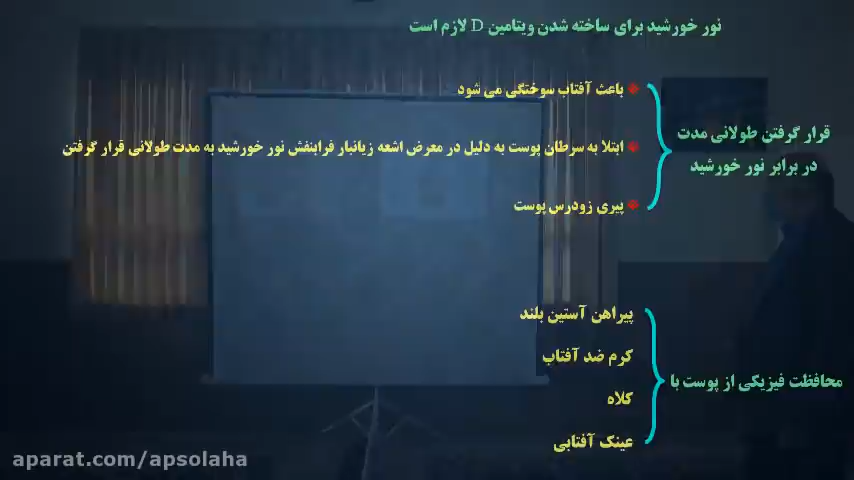 نور خورشید برای ساخته شدن ویتامین D لازم است
قرار گرفتن طولانی مدت
در برابر نور خورشید
باعث آفتاب سوختگی می شود
ابتلا به سرطان پوست به دلیل در معرض اشعه زیانبار فرابنفش نور خورشید به مدت طولانی قرار گرفتن
پیری زودرس پوست
محافظت فیزیکی از پوست با
پیراهن آستین بلند
کرم ضد آفتاب
کلاه
عینک آفتابی
aparat.com/apsolaha